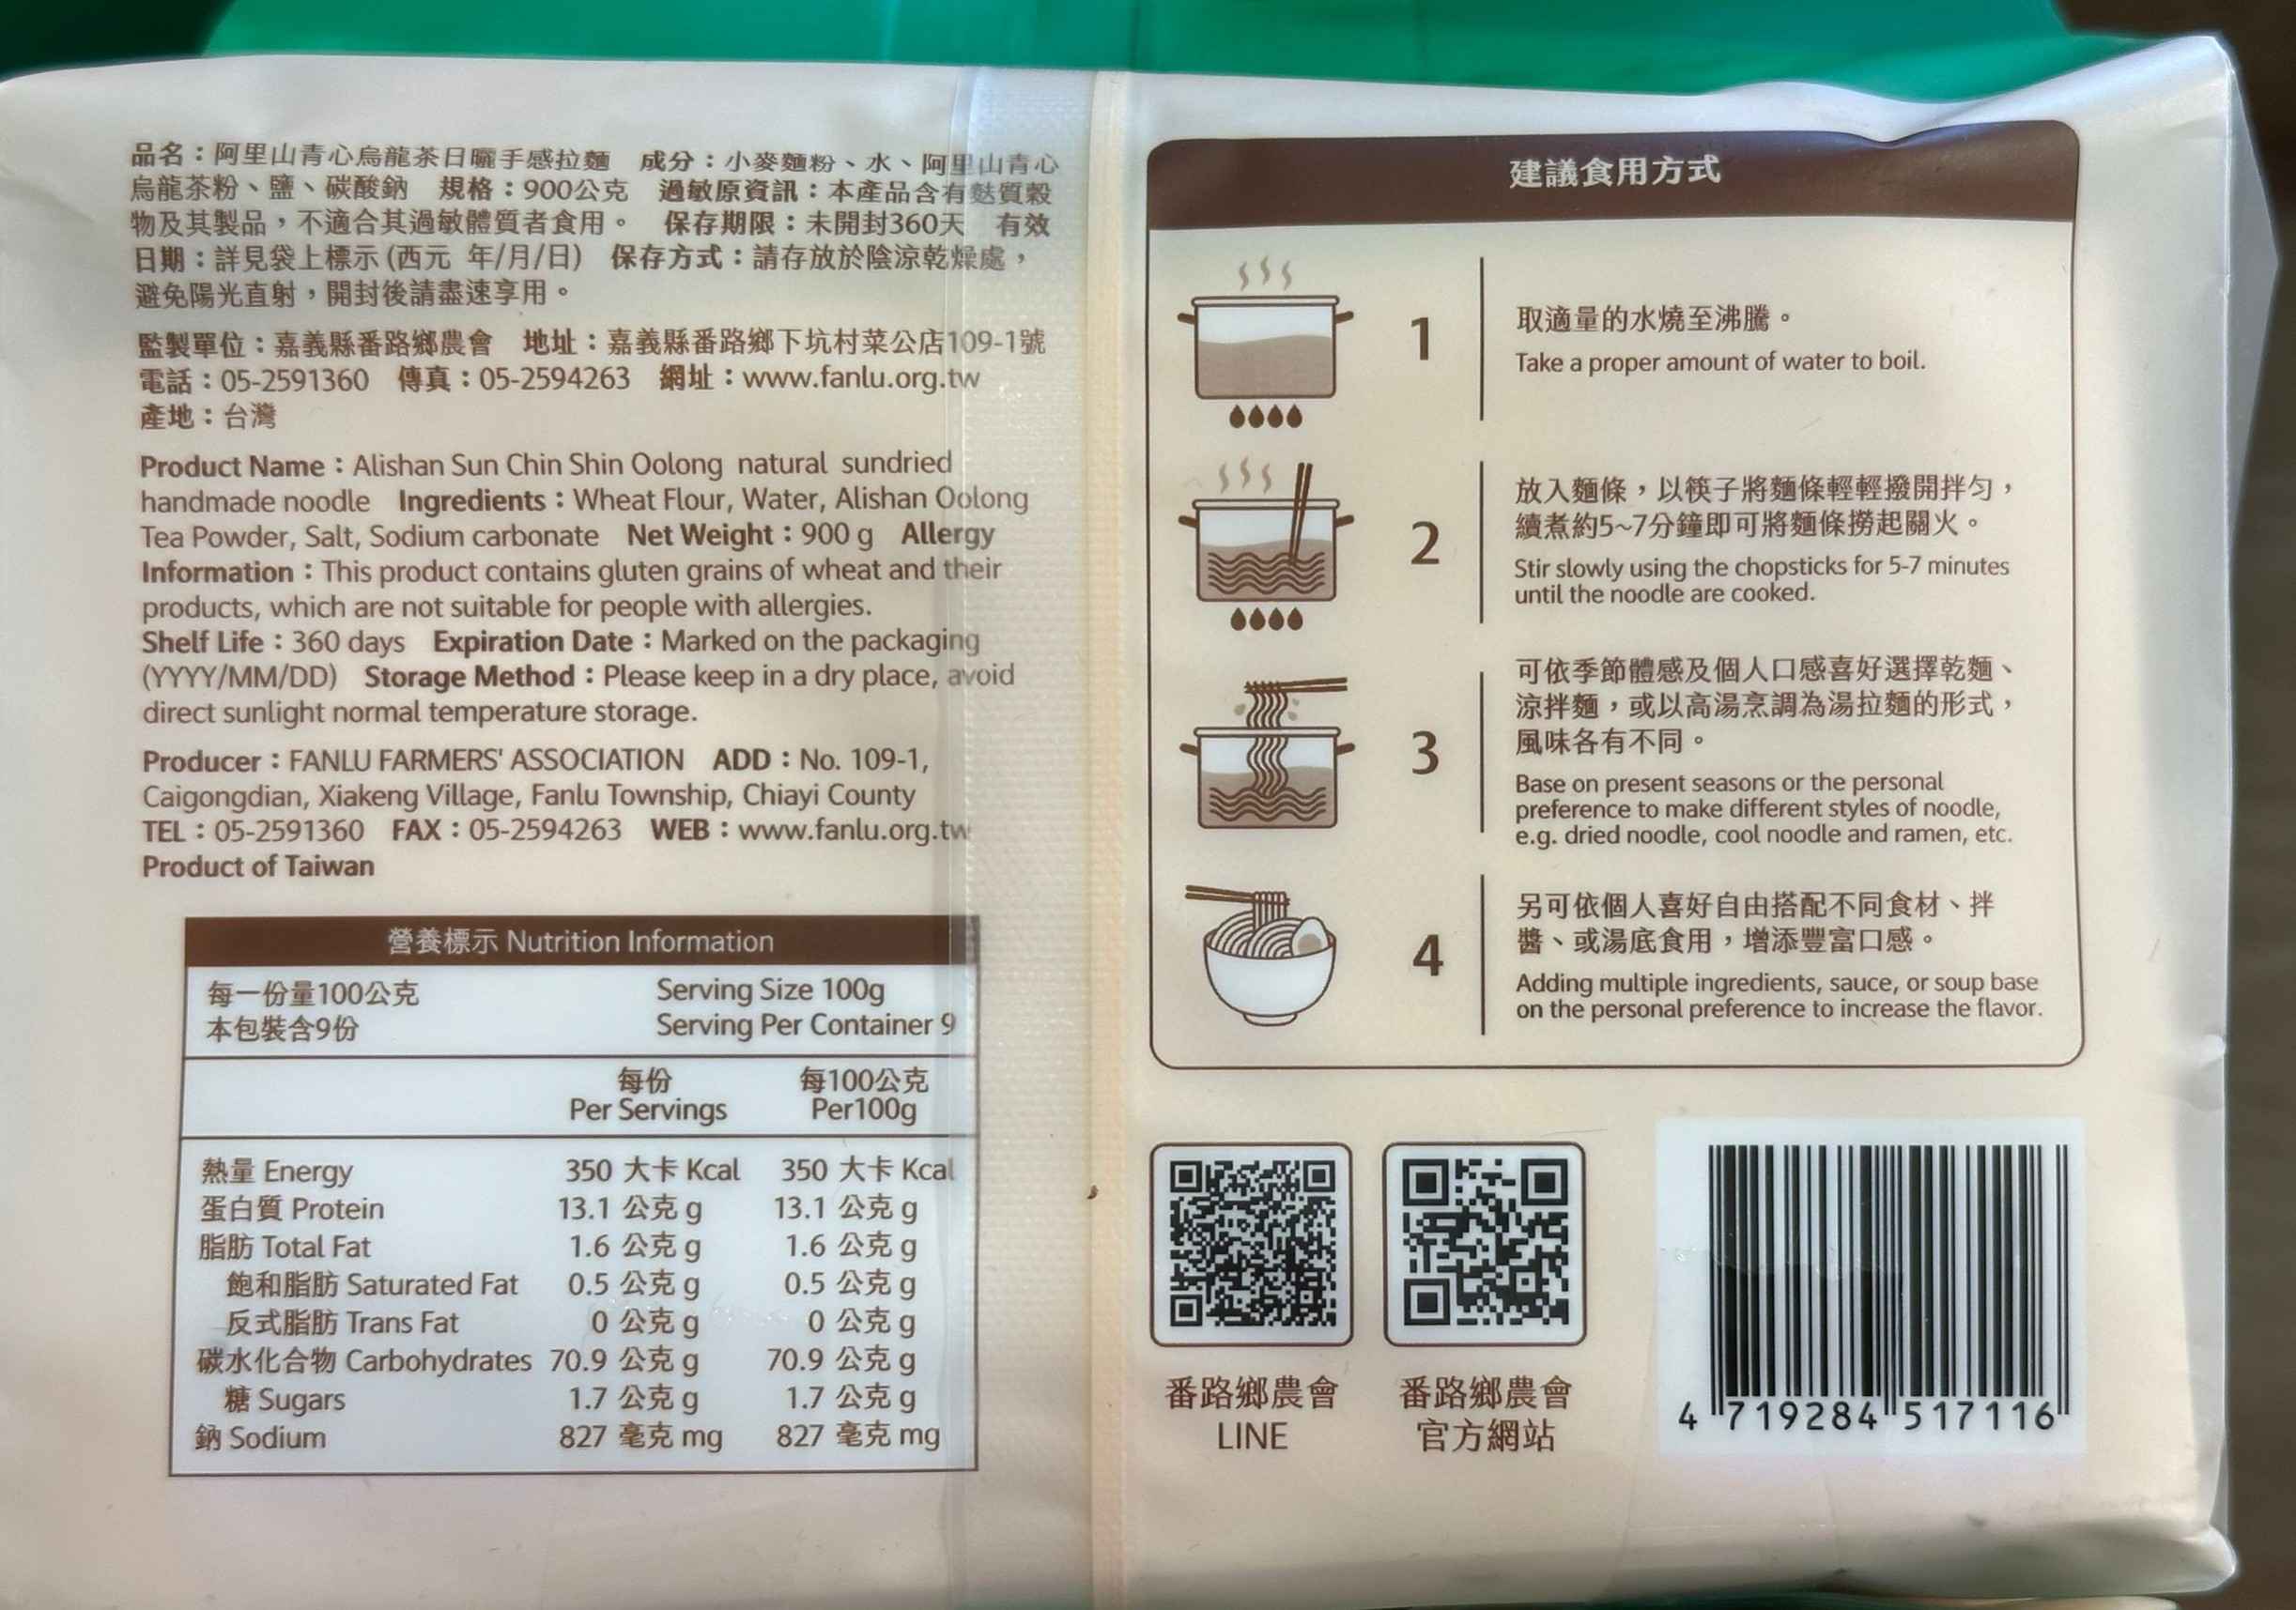 品名：阿里山青心烏龍茶日曬手感拉麵 成分：小麥麵粉、水、阿里山青心
烏龍茶粉、鹽、碳酸鈉 規格：900公克 過敏原資訊：本產品含有麩質穀
物及其製品，不適合其過敏體質者食用。 保存期限：未開封360天 有效
日期：詳見袋上標示 (西元 年/月/日) 保存方式：請存放於陰涼乾燥處，
避免陽光直射，開封後請盡速享用。
監製單位：嘉義縣番路鄉農會 地址：嘉義縣番路鄉下坑村菜公店109-1號
電話：05-2591360 傳真：05-2594263 網址：www.fanlu.org.tw
產地：台灣
Product Name：Alishan Sun Chin Shin Oolong natural sundried
handmade noodle Ingredients：Wheat Flour, Water, Alishan Oolong
Tea Powder, Salt, Sodium carbonate Net Weight：900 g Allergy
Information：This product contains gluten grains of wheat and their
products, which are not suitable for people with allergies.
Shelf Life：360 days Expiration Date：Marked on the packaging
(YYYY/MM/DD) Storage Method：Please keep in a dry place, avoid
direct sunlight normal temperature storage.
Producer：FANLU FARMERS' ASSOCIATION ADD：No. 109-1,
Caigongdian, Xiakeng Village, Fanlu Township, Chiayi County
TEL：05-2591360 FAX：05-2594263 WEB：www.fanlu.org.tw
Product of Taiwan
營養標示 Nutrition Information
每一份量100公克 Serving Size 100g
本包裝含9份 Serving Per Container 9
每份 每100公克
Per Servings Per100g
熱量 Energy 350 大卡 Kcal 350 大卡 Kcal
蛋白質 Protein 13.1 公克 g 13.1 公克 g
脂肪 Total Fat 1.6 公克 g 1.6 公克 g
飽和脂肪 Saturated Fat 0.5 公克 g 0.5 公克 g
反式脂肪 Trans Fat 0 公克 g 0 公克 g
碳水化合物 Carbohydrates 70.9 公克 g 70.9 公克 g
糖 Sugars 1.7 公克 g 1.7 公克 g
鈉 Sodium 827 毫克 mg 827 毫克 mg
建議食用方式
1
取適量的水燒至沸騰。
Take a proper amount of water to boil.
2
放入麵條，以筷子將麵條輕輕撥開拌匀，
續煮約5~7分鐘即可將麵條撈起關火。
Stir slowly using the chopsticks for 5-7 minutes
until the noodle are cooked.
3
可依季節體感及個人口感喜好選擇乾麵、
涼拌麵，或以高湯烹調為湯拉麵的形式，
風味各有不同。
Base on present seasons or the personal
preference to make different styles of noodle,
e.g. dried noodle, cool noodle and ramen, etc.
4
另可依個人喜好自由搭配不同食材、拌
醬、或湯底食用，增添豐富口感。
Adding multiple ingredients, sauce, or soup base
on the personal preference to increase the flavor.
番路鄉農會
LINE
番路鄉農會
官方網站
4 719284 517116